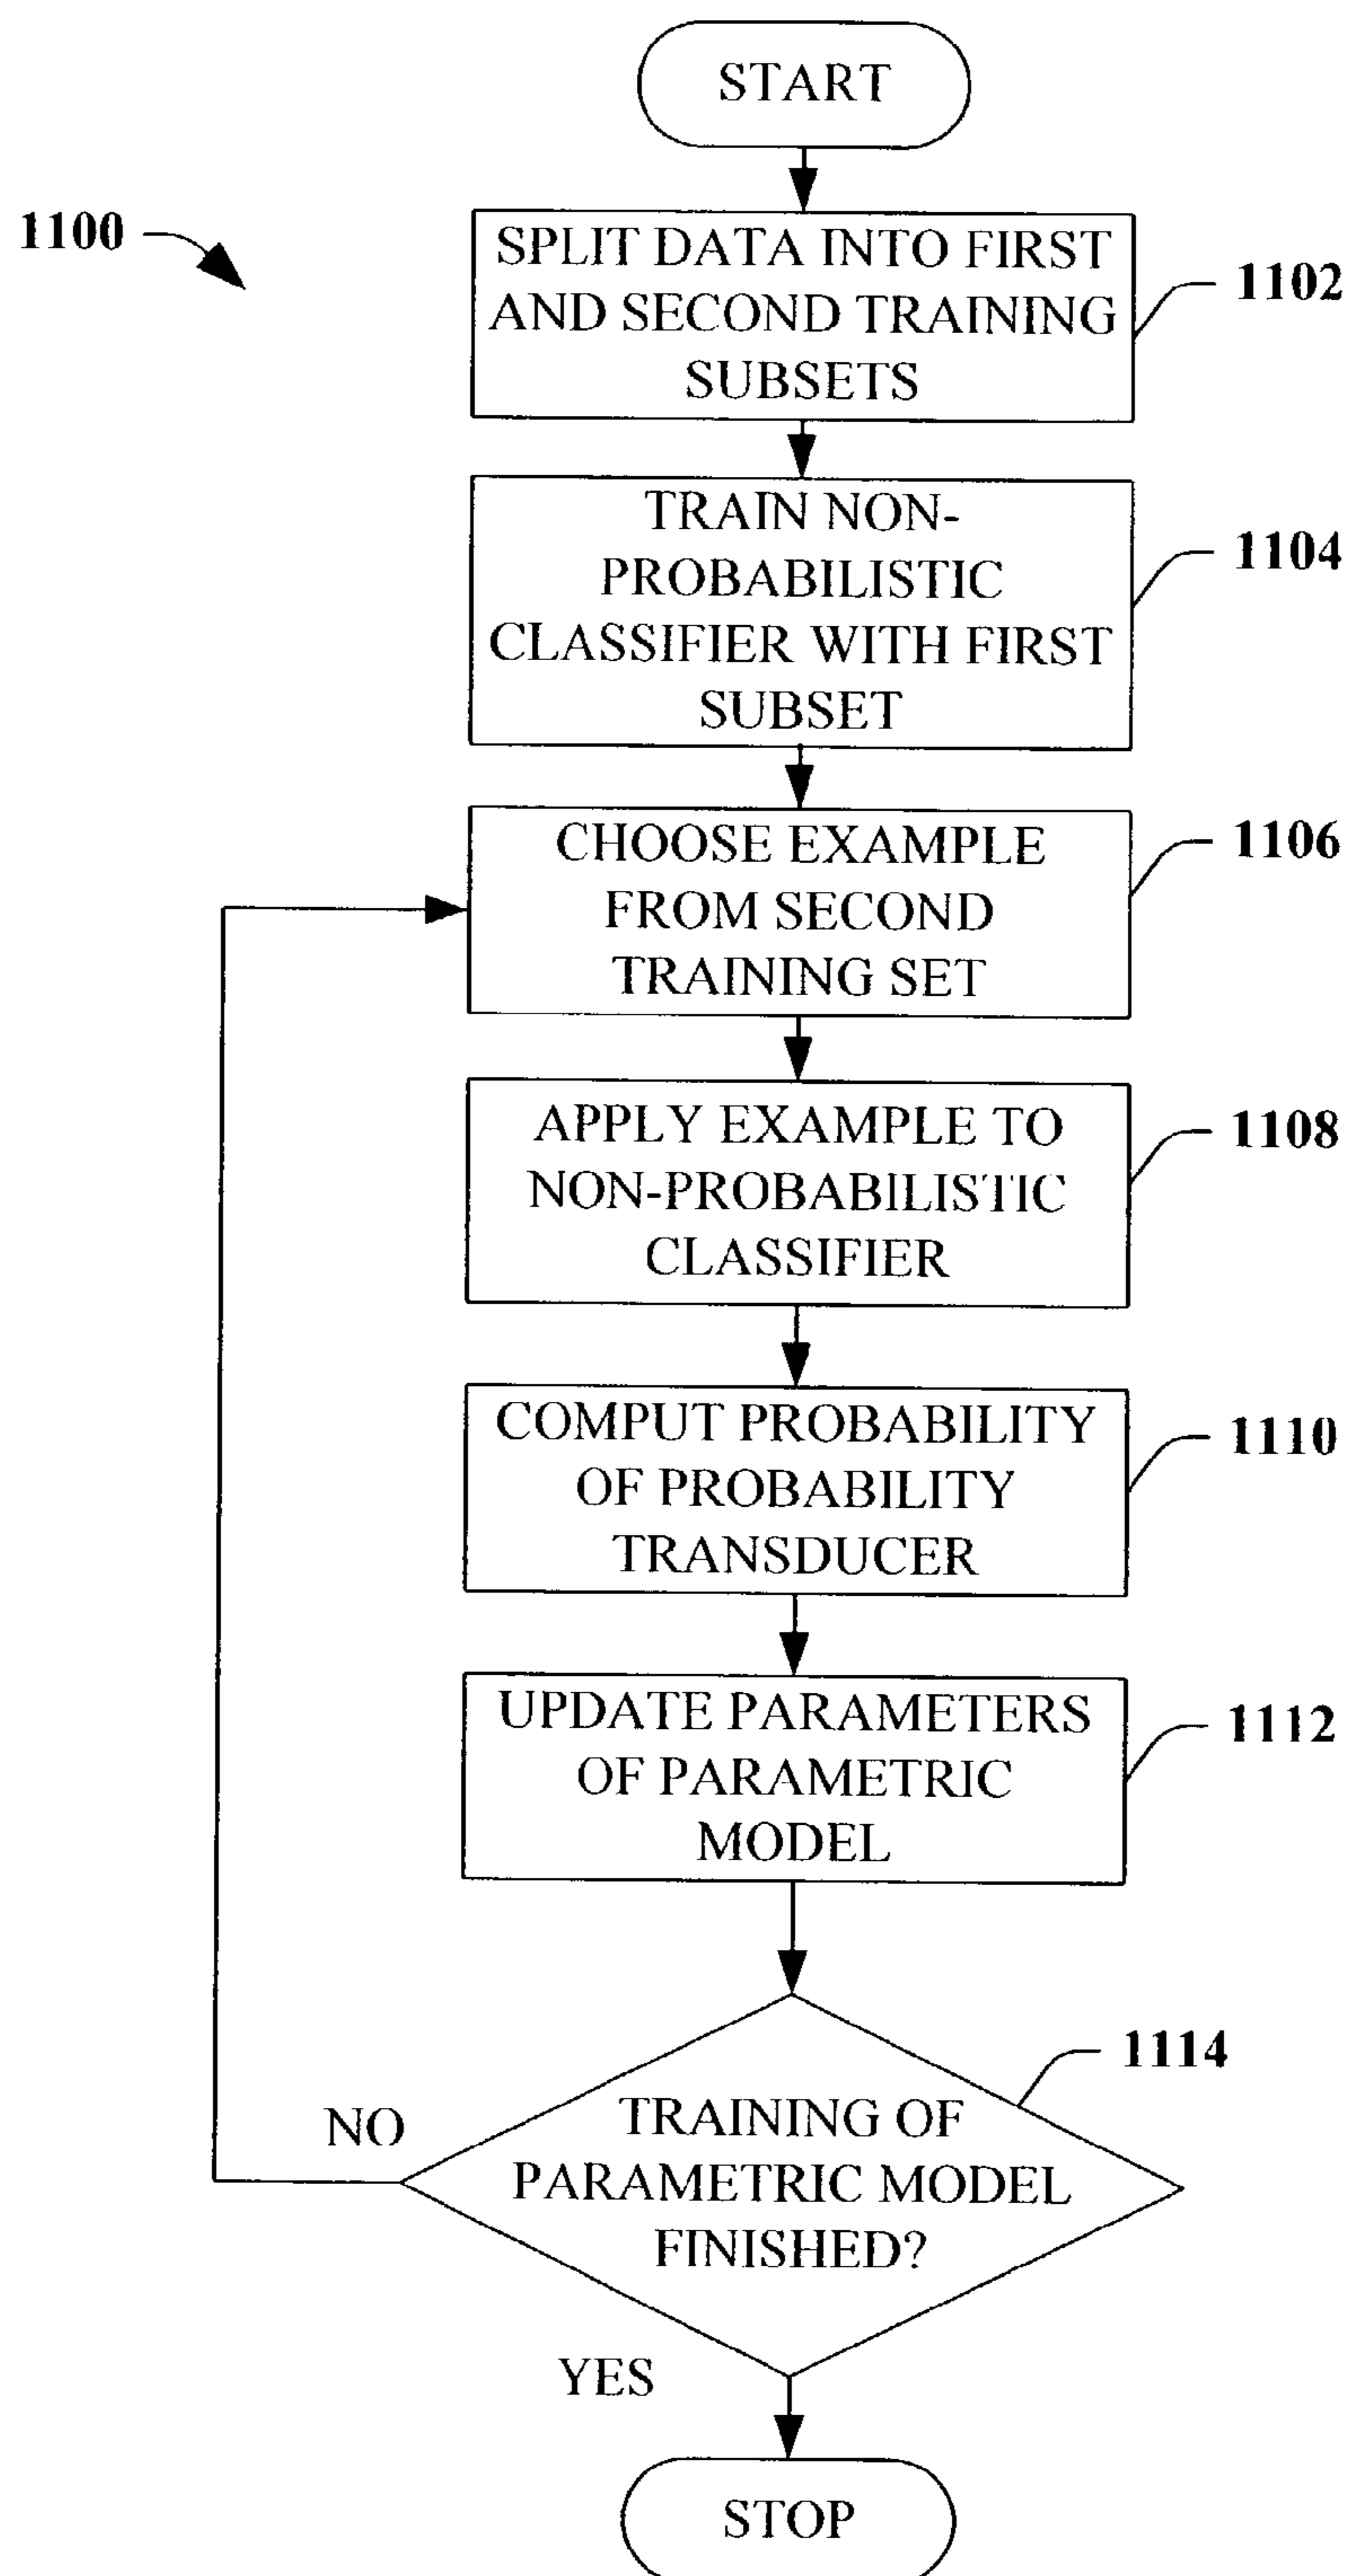 START
1100
SPLIT DATA INTO FIRST
AND SECOND TRAINING
SUBSETS
1102
TRAIN NON-
PROBABILISTIC
CLASSIFIER WITH FIRST
SUBSET
1104
CHOOSE EXAMPLE
FROM SECOND
TRAINING SET
1106
APPLY EXAMPLE TO
NON-PROBABILISTIC
CLASSIFIER
1108
COMPUT PROBABILITY
OF PROBABILITY
TRANSDUCER
1110
UPDATE PARAMETERS
OF PARAMETRIC
MODEL
1112
TRAINING OF
PARAMETRIC MODEL
FINISHED?
1114
NO
YES
STOP